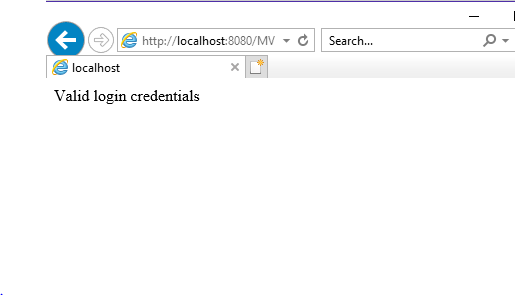 http://localhost:8080/MV
Search...
localhost
Valid login credentials